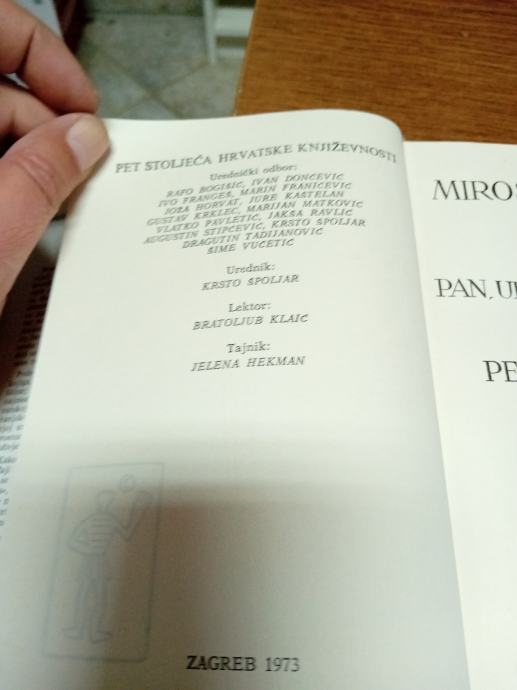 PET STOLJEĆA HRVATSKE KNJIŽEVNOSTI
Urednički odbor:
RAFO BOGIŠIĆ, IVAN DONČEVIĆ
IVO FRANGEŠ, MARIN FRANIČEVIĆ
JOŽA HORVAT, JURE KAŠTELAN
GUSTAV KRKLEC, MARIJAN MATKOVIĆ
VLATKO PAVLETIĆ, JAKŠA RAVLIĆ
AUGUSTIN STIPČEVIĆ, KRSTO ŠPOLJAR
DRAGUTIN TADIJANOVIĆ
ŠIME VUČETIĆ
Urednik:
KRSTO ŠPOLJAR
Lektor:
BRATOLJUB KLAIĆ
Tajnik:
JELENA HEKMAN
ZAGREB 1973
MIROS
PAN, U
PE